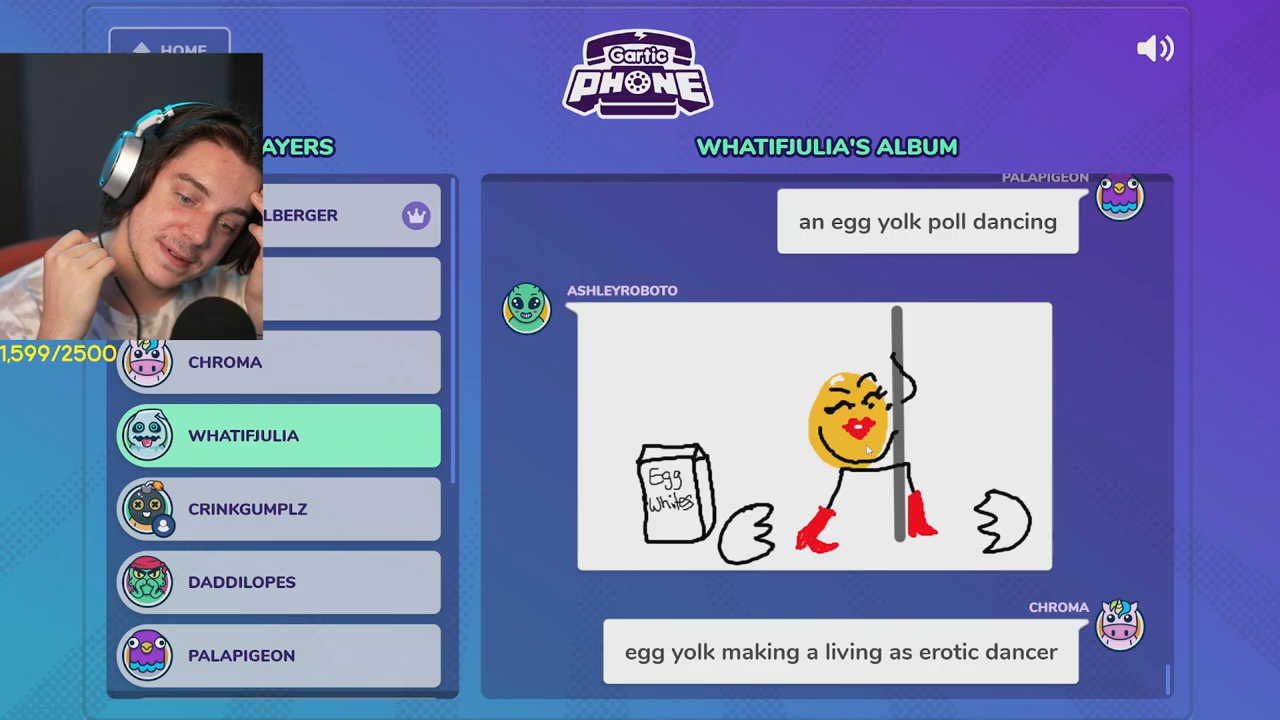 HOME
Gartic
PHONE
AYERS
WHATIFJULIA'S ALBUM
LBERGER
1,599/2500
CHROMA
WHATIFJULIA
CRINKGUMPLZ
DADDILOPES
PALAPIGEON
PALAPIGEON
an egg yolk poll dancing
ASHLEYROBOTO
Egg
Whites
CHROMA
egg yolk making a living as erotic dancer